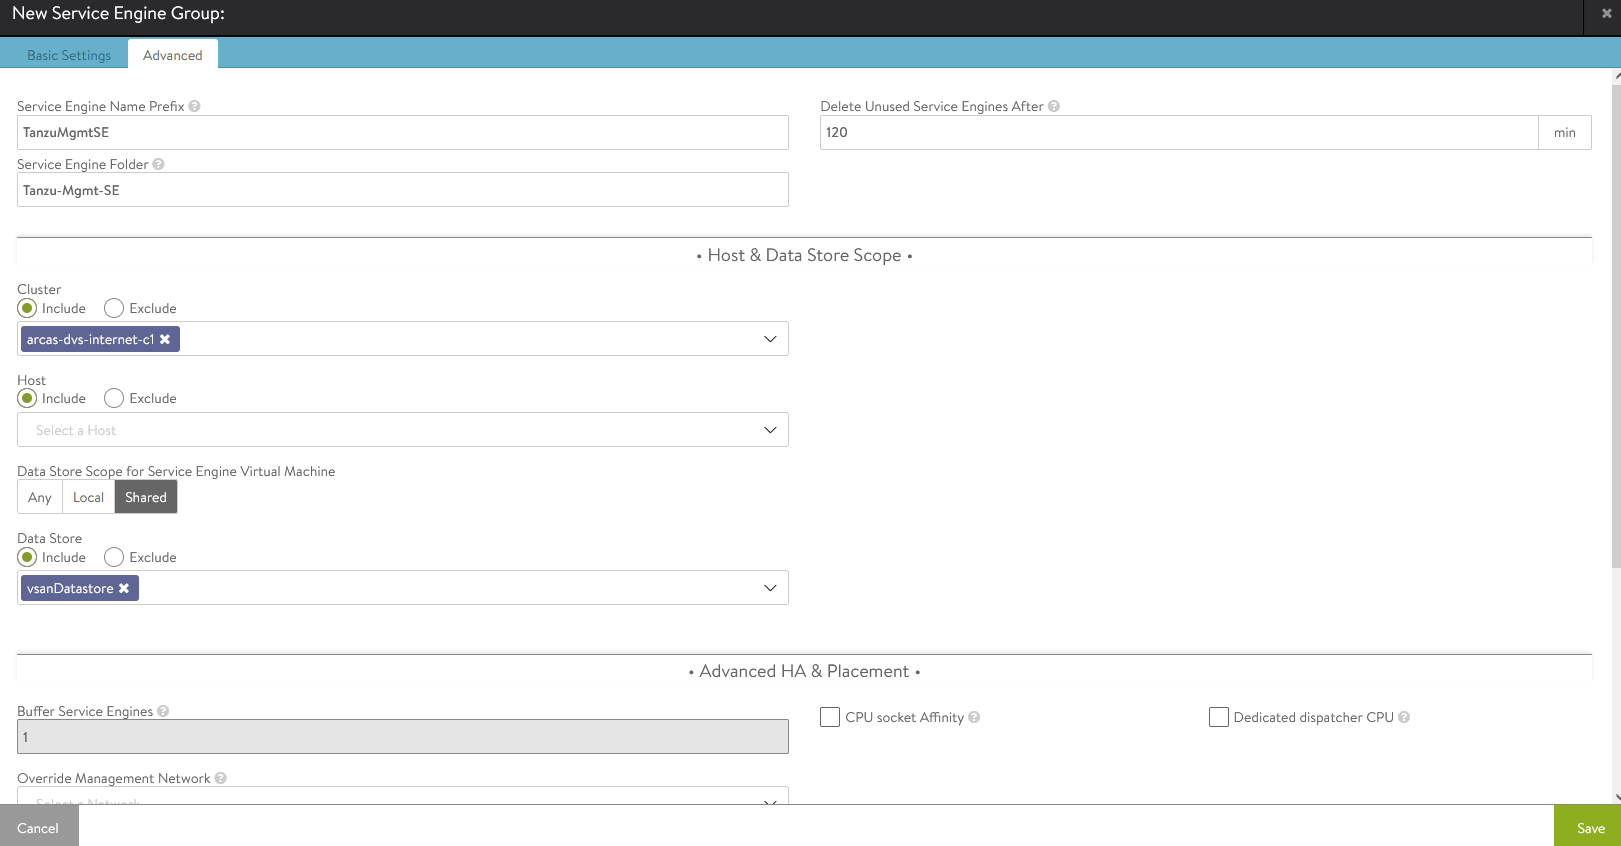 New Service Engine Group:
Basic Settings
Advanced
Service Engine Name Prefix
TanzuMgmtSE
Delete Unused Service Engines After
120 min
Service Engine Folder
Tanzu-Mgmt-SE
• Host & Data Store Scope •
Cluster
Include Exclude
arcas-dvs-internet-c1
Host
Include Exclude
Select a Host
Data Store Scope for Service Engine Virtual Machine
Any Local Shared
Data Store
Include Exclude
vsanDatastore
• Advanced HA & Placement •
Buffer Service Engines
1
CPU socket Affinity
Dedicated dispatcher CPU
Override Management Network
Select a Network
Cancel
Save